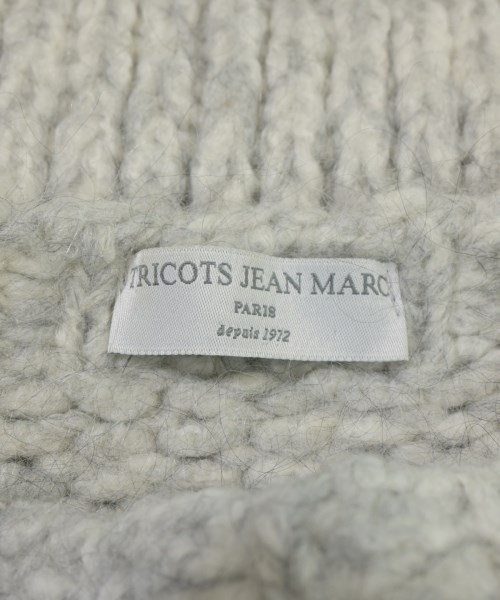 TRICOTS JEAN MARC
PARIS
depuis 1972